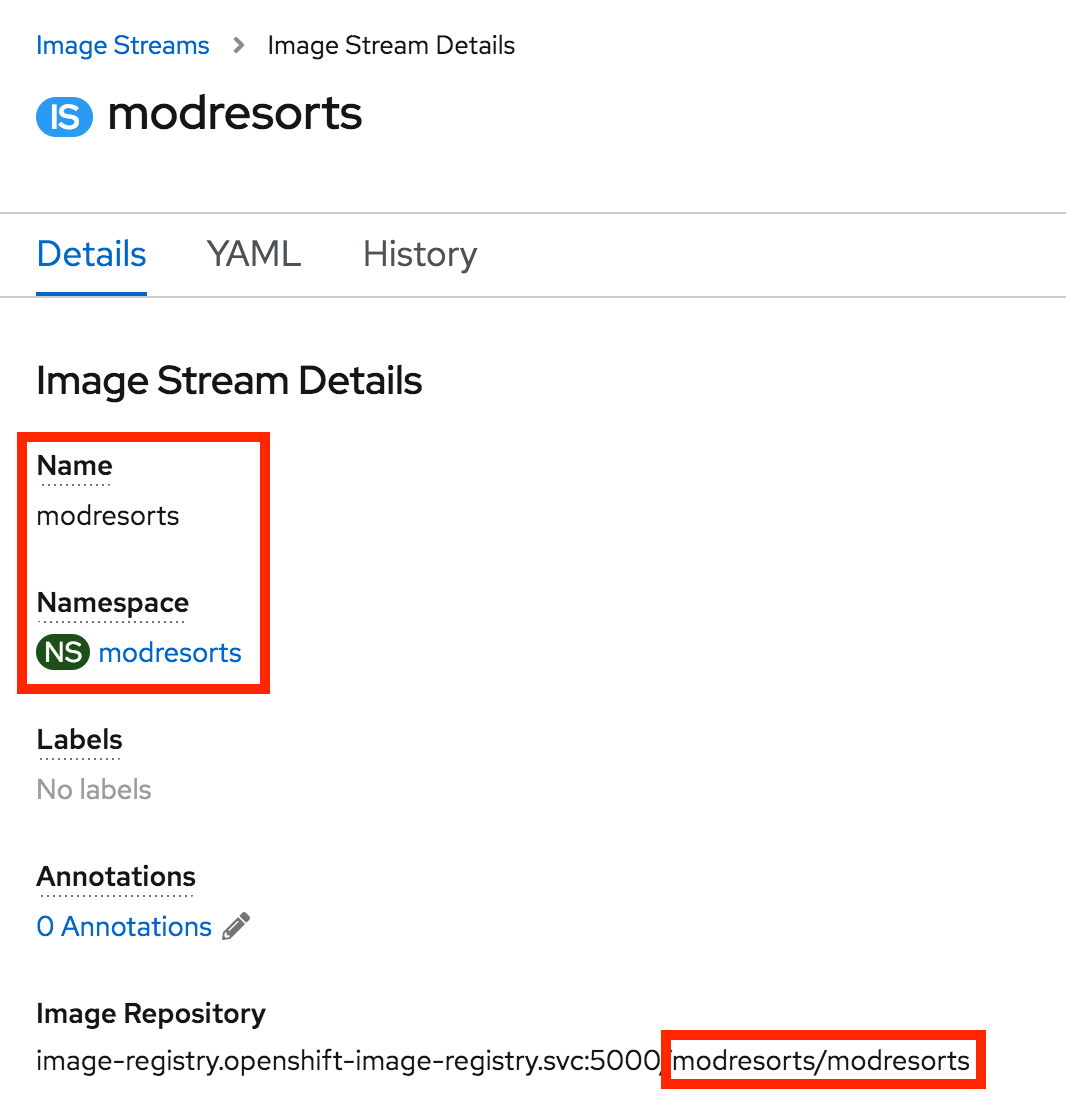 Image Streams > Image Stream Details
IS modresorts
Details YAML History
Image Stream Details
Name
modresorts
Namespace
NS modresorts
Labels
No labels
Annotations
0 Annotations
Image Repository
image-registry.openshift-image-registry.svc:5000/modresorts/modresorts